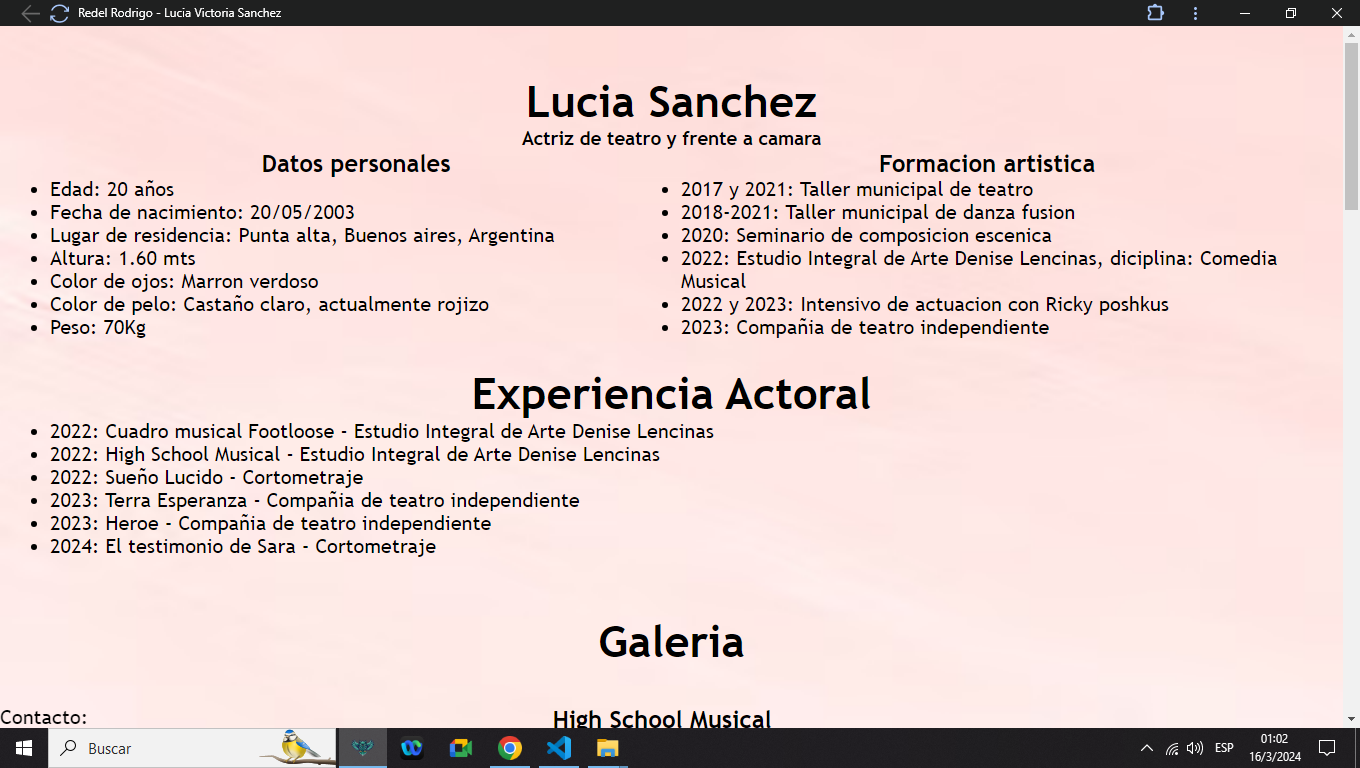 Redel Rodrigo - Lucia Victoria Sanchez
Lucia Sanchez
Actriz de teatro y frente a camara
Datos personales
Edad: 20 años
Fecha de nacimiento: 20/05/2003
Lugar de residencia: Punta alta, Buenos aires, Argentina
Altura: 1.60 mts
Color de ojos: Marron verdoso
Color de pelo: Castaño claro, actualmente rojizo
Peso: 70Kg
Formacion artistica
2017 y 2021: Taller municipal de teatro
2018-2021: Taller municipal de danza fusion
2020: Seminario de composicion escenica
2022: Estudio Integral de Arte Denise Lencinas, diciplina: Comedia
Musical
2022 y 2023: Intensivo de actuacion con Ricky poshkus
2023: Compañia de teatro independiente
Experiencia Actoral
2022: Cuadro musical Footloose - Estudio Integral de Arte Denise Lencinas
2022: High School Musical - Estudio Integral de Arte Denise Lencinas
2022: Sueño Lucido - Cortometraje
2023: Terra Esperanza - Compañia de teatro independiente
2023: Heroe - Compañia de teatro independiente
2024: El testimonio de Sara - Cortometraje
Galeria
High School Musical
Contacto:
Buscar
ESP
01:02
16/3/2024